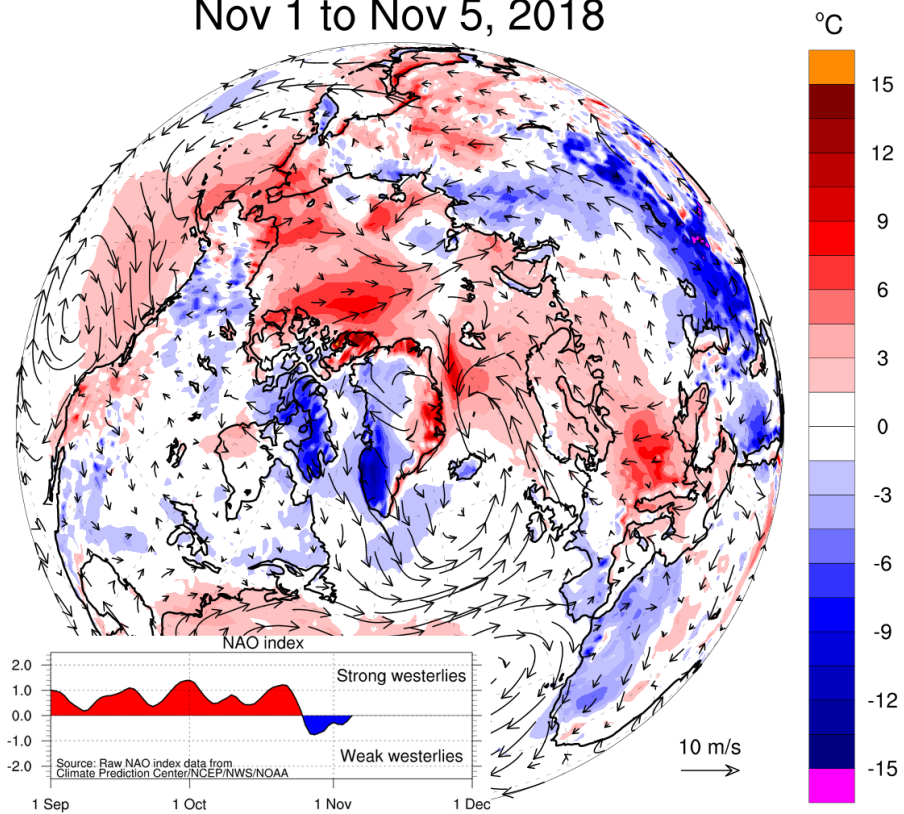 Nov 1 to Nov 5, 2018
°C
15
12
9
6
3
0
-3
-6
-9
-12
-15
10 m/s
NAO index
2.0
1.0
0.0
-1.0
-2.0
Strong westerlies
Weak westerlies
Source: Raw NAO index data from
Climate Prediction Center/NCEP/NWS/NOAA
1 Sep
1 Oct
1 Nov
1 Dec